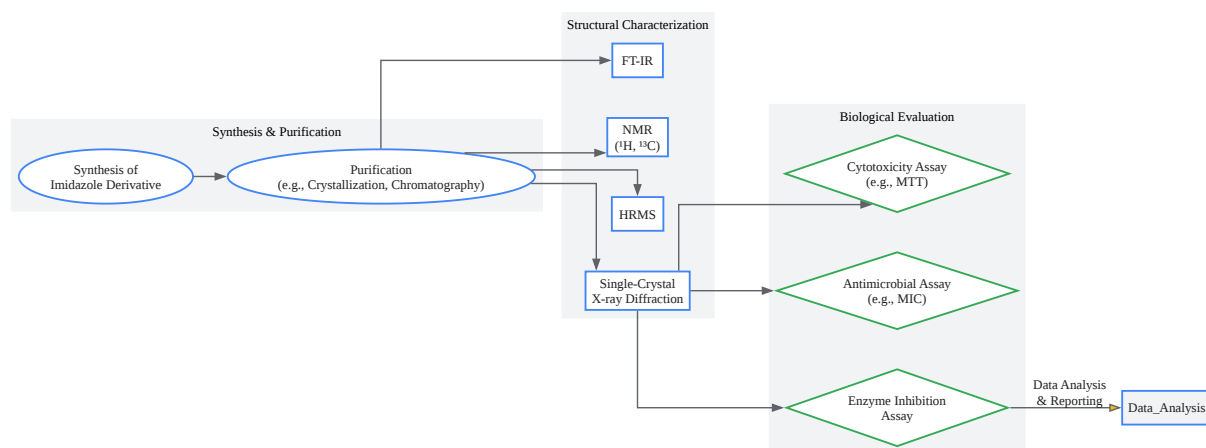 Structural Characterization
FT-IR
NMR
(¹H, ¹³C)
HRMS
Single-Crystal
X-ray Diffraction
Synthesis & Purification
Synthesis of
Imidazole Derivative
Purification
(e.g., Crystallization, Chromatography)
Biological Evaluation
Cytotoxicity Assay
(e.g., MTT)
Antimicrobial Assay
(e.g., MIC)
Enzyme Inhibition
Assay
Data Analysis
& Reporting
Data_Analysis